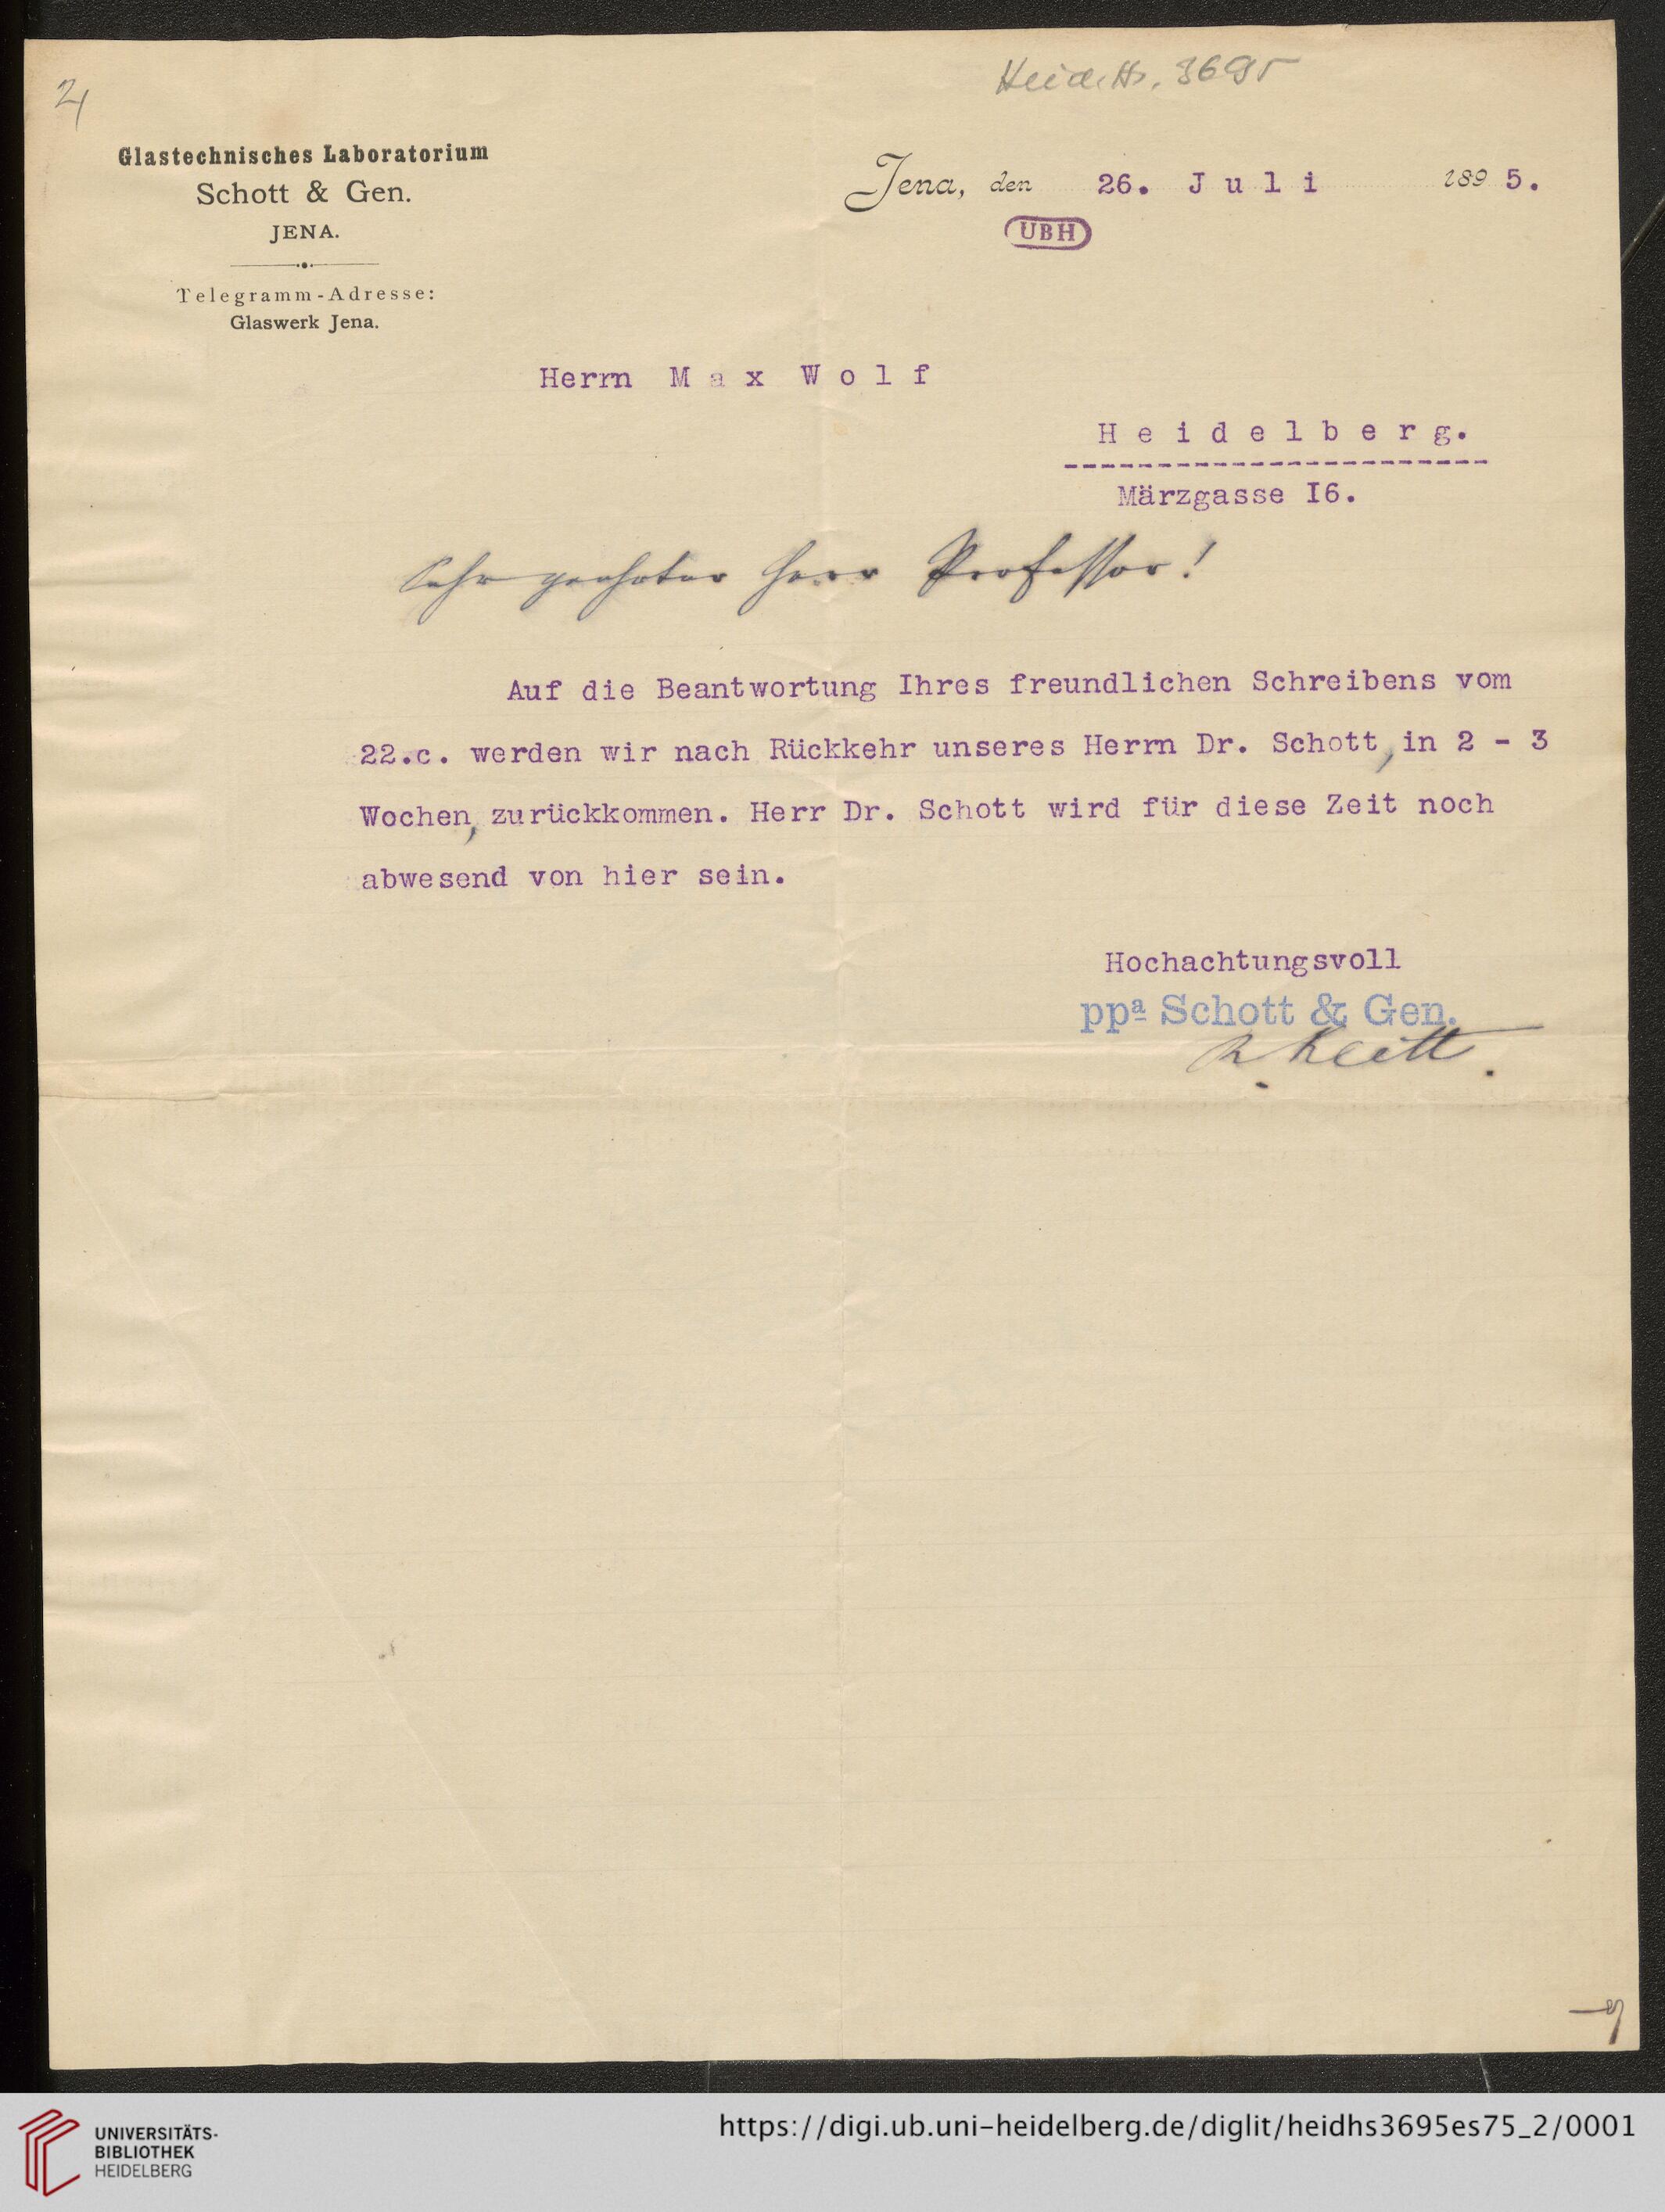 2
Heid. Hs. 3695
Glastechnisches Laboratorium
Schott & Gen.
JENA.
Telegramm-Adresse:
Glaswerk Jena.
Jena, den 26. Juli 1895.
UBH
Herrn Max Wolf
Heidelberg.
Märzgasse I6.
Sehr geehrter Herr Professor!
Auf die Beantwortung Ihres freundlichen Schreibens vom
22.c. werden wir nach Rückkehr unseres Herrn Dr. Schott, in 2 - 3
Wochen, zurückkommen. Herr Dr. Schott wird für diese Zeit noch
abwesend von hier sein.
Hochachtungsvoll
ppa Schott & Gen.
UNIVERSITÄTS-
BIBLIOTHEK
HEIDELBERG
https://digi.ub.uni-heidelberg.de/diglit/heidhs3695es75_2/0001